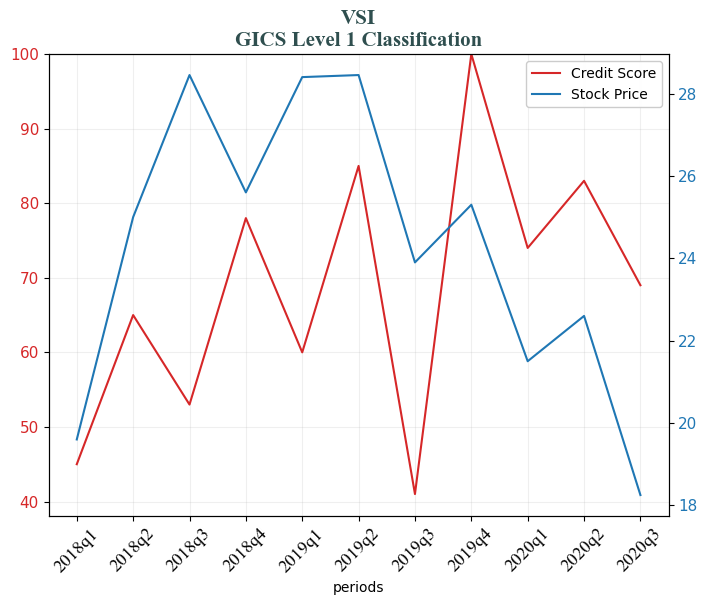 VSI
GICS Level 1 Classification
Credit Score
Stock Price
100
90
80
70
60
50
40
28
26
24
22
20
18
2018q1
2018q2
2018q3
2018q4
2019q1
2019q2
2019q3
2019q4
2020q1
2020q2
2020q3
periods